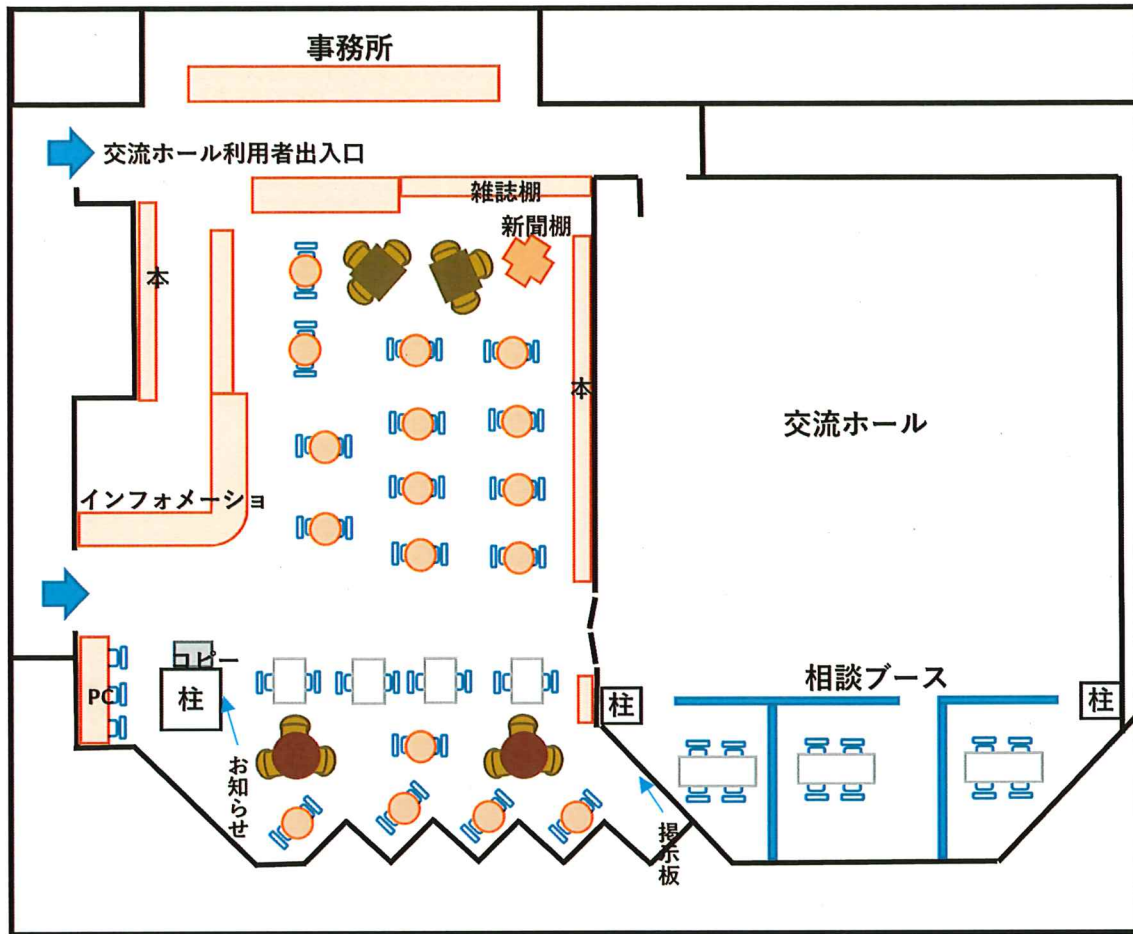 事務所
交流ホール利用者出入口
雑誌棚
新聞棚
本
本
交流ホール
インフォメーショ
コピー
PC
柱
お知らせ
柱
相談ブース
柱
掲示板